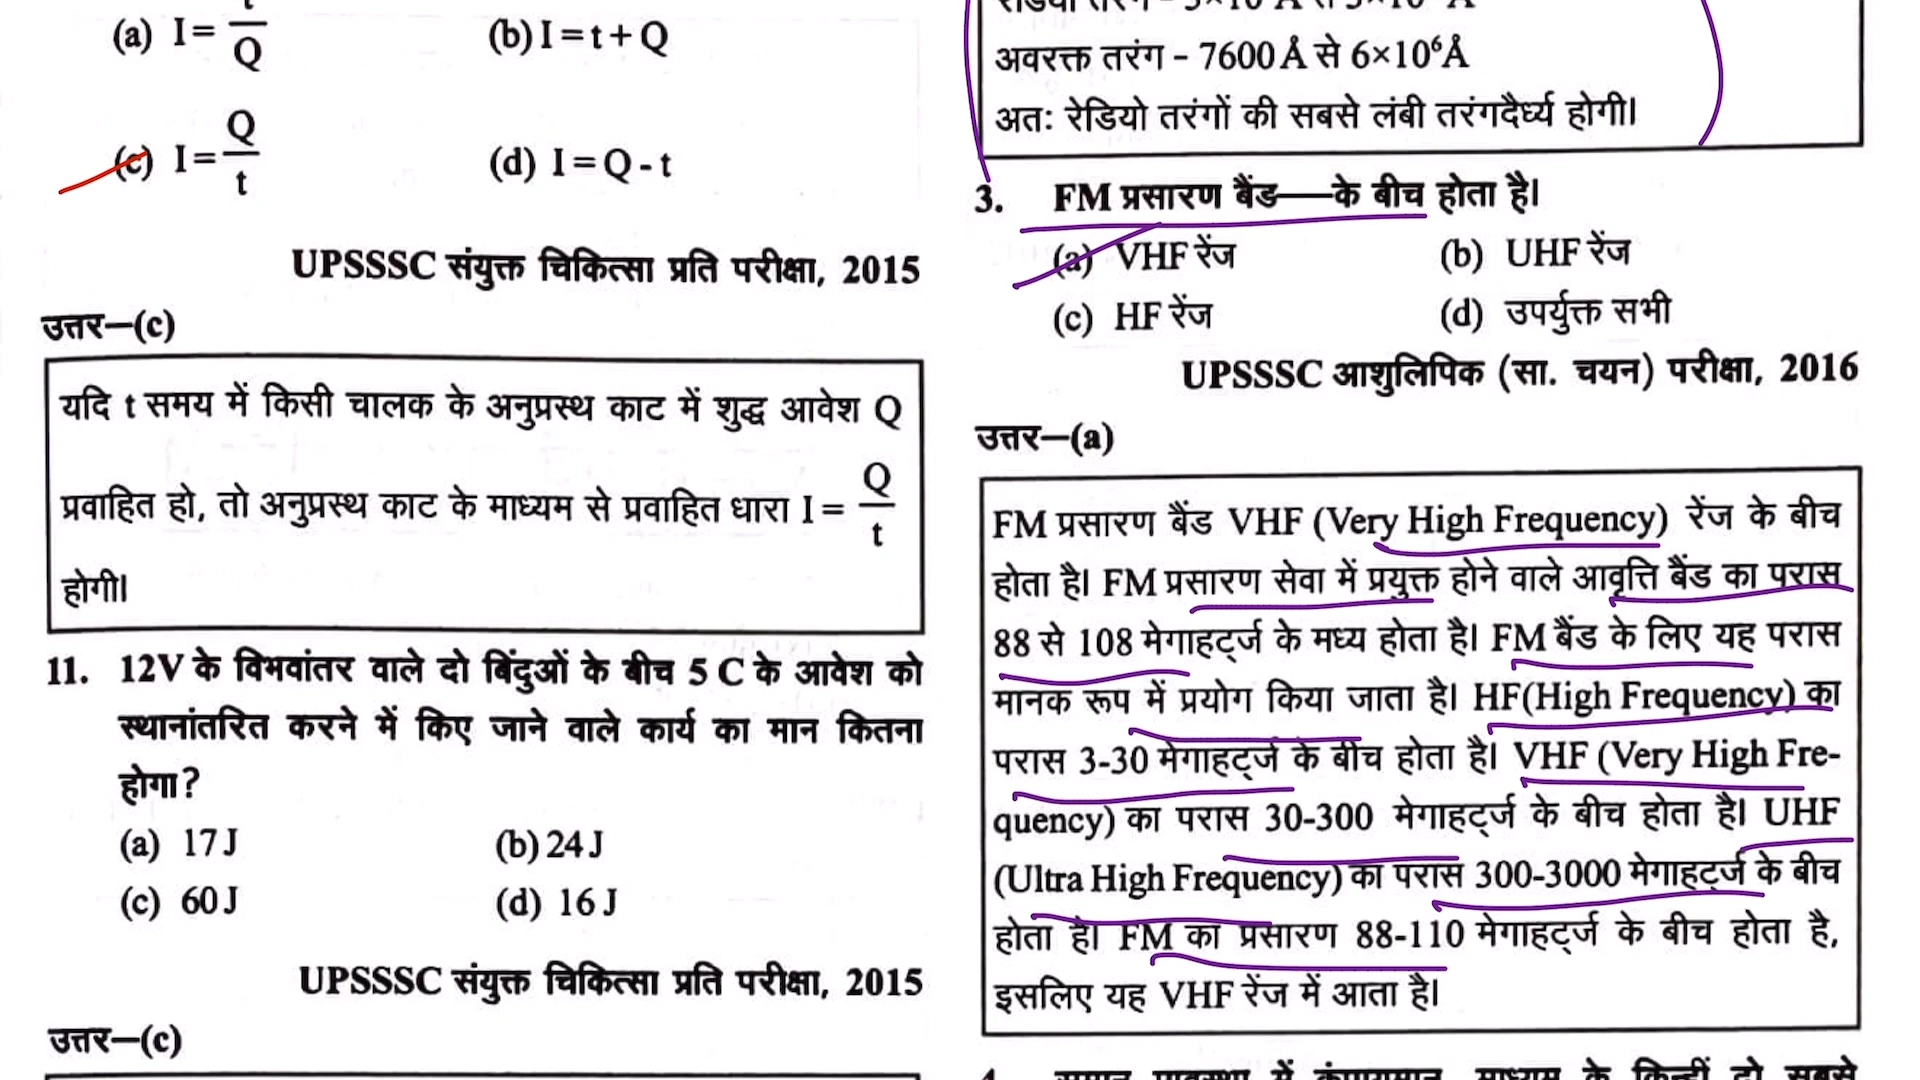 (a) I = t/Q (b) I = t + Q
(c) I = Q/t (d) I = Q - t
UPSSSC संयुक्त चिकित्सा प्रति परीक्षा, 2015
उत्तर—(c)
यदि t समय में किसी चालक के अनुप्रस्थ काट में शुद्ध आवेश Q
प्रवाहित हो, तो अनुप्रस्थ काट के माध्यम से प्रवाहित धारा I = Q/t
होगी।
11. 12V के विभवांतर वाले दो बिंदुओं के बीच 5 C के आवेश को
स्थानांतरित करने में किए जाने वाले कार्य का मान कितना
होगा?
(a) 17 J (b) 24 J
(c) 60 J (d) 16 J
UPSSSC संयुक्त चिकित्सा प्रति परीक्षा, 2015
उत्तर—(c)
अवरक्त तरंग – 7600 Å से 6×10⁶Å
अतः रेडियो तरंगों की सबसे लंबी तरंगदैर्ध्य होगी।
3. FM प्रसारण बैंड——के बीच होता है।
(a) VHF रेंज (b) UHF रेंज
(c) HF रेंज (d) उपर्युक्त सभी
UPSSSC आशुलिपिक (सा. चयन) परीक्षा, 2016
उत्तर—(a)
FM प्रसारण बैंड VHF (Very High Frequency) रेंज के बीच
होता है। FM प्रसारण सेवा में प्रयुक्त होने वाले आवृत्ति बैंड का परास
88 से 108 मेगाहर्ट्ज के मध्य होता है। FM बैंड के लिए यह परास
मानक रूप में प्रयोग किया जाता है। HF(High Frequency) का
परास 3-30 मेगाहर्ट्ज के बीच होता है। VHF (Very High Fre-
quency) का परास 30-300 मेगाहर्ट्ज के बीच होता है। UHF
(Ultra High Frequency) का परास 300-3000 मेगाहर्ट्ज के बीच
होता है। FM का प्रसारण 88-110 मेगाहर्ट्ज के बीच होता है,
इसलिए यह VHF रेंज में आता है।